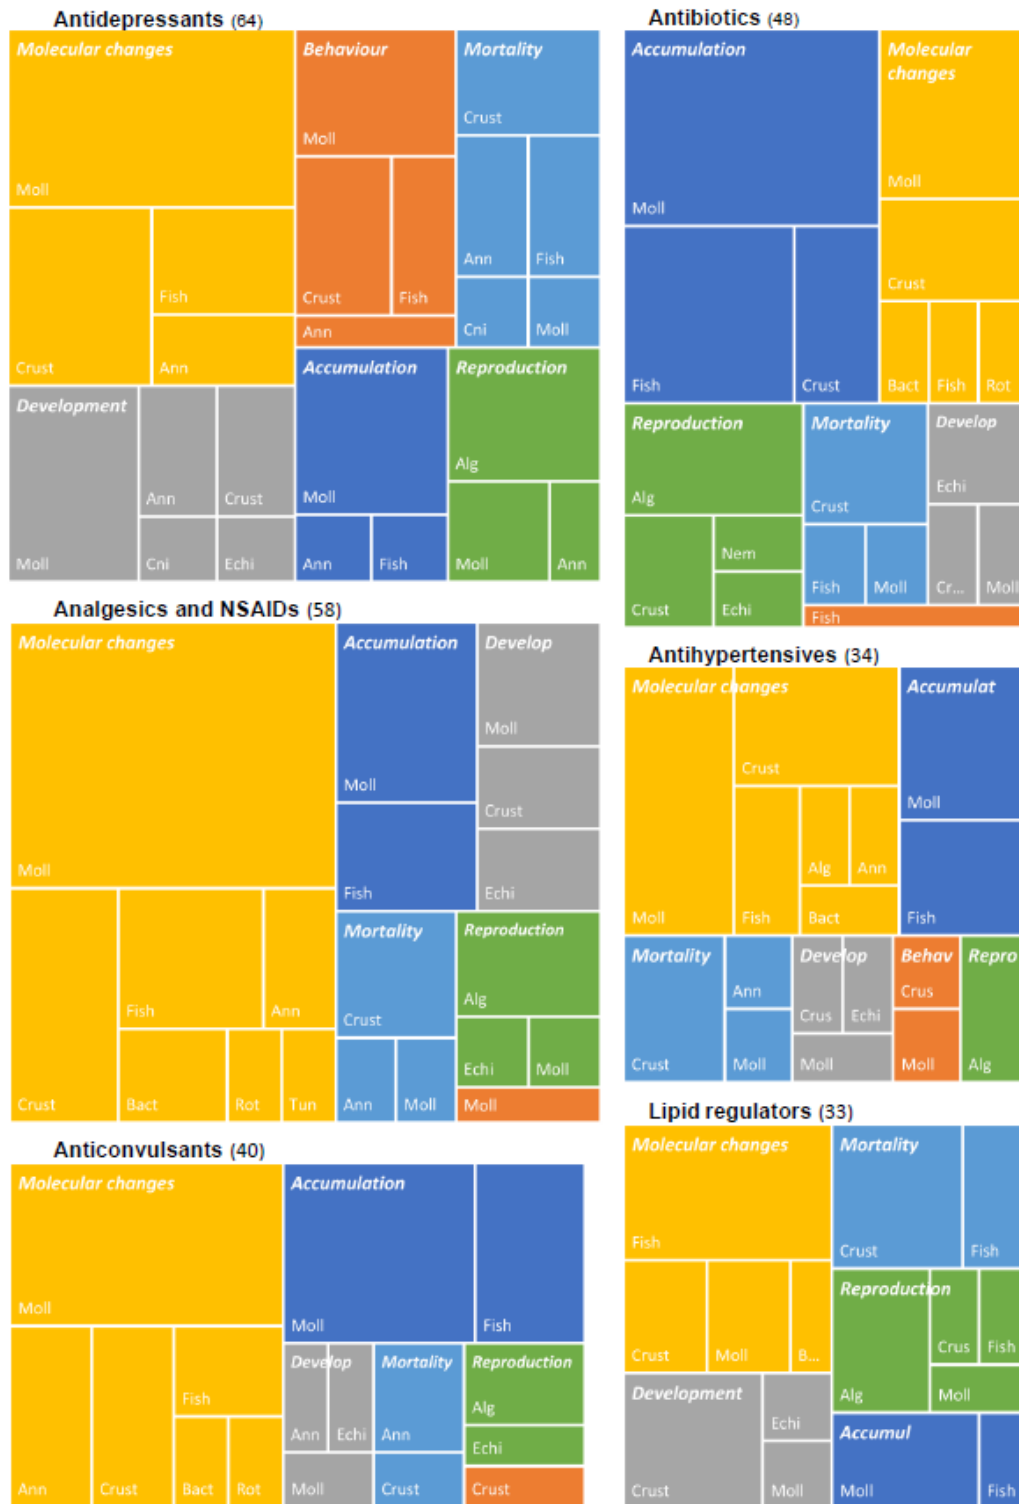 Antidepressants (64)
Molecular changes
Moll
Crust
Fish
Ann
Behaviour
Moll
Crust
Fish
Ann
Mortality
Crust
Ann
Fish
Cni
Moll
Development
Moll
Ann
Crust
Cni
Echi
Accumulation
Moll
Ann
Fish
Reproduction
Alg
Moll
Ann
Antibiotics (48)
Accumulation
Moll
Fish
Crust
Molecular
changes
Moll
Crust
Bact
Fish
Rot
Reproduction
Alg
Crust
Nem
Echi
Mortality
Crust
Fish
Moll
Develop
Echi
Cr...
Moll
Fish
Analgesics and NSAIDs (58)
Molecular changes
Moll
Crust
Fish
Ann
Bact
Rot
Tun
Accumulation
Moll
Fish
Develop
Moll
Crust
Echi
Mortality
Crust
Ann
Moll
Reproduction
Alg
Echi
Moll
Moll
Antihypertensives (34)
Molecular changes
Moll
Crust
Fish
Alg
Ann
Bact
Accumulat
Moll
Fish
Mortality
Crust
Ann
Moll
Develop
Crus
Echi
Moll
Behav
Crus
Moll
Repro
Alg
Anticonvulsants (40)
Molecular changes
Moll
Ann
Crust
Fish
Bact
Rot
Accumulation
Moll
Fish
Develop
Ann
Echi
Moll
Mortality
Ann
Crust
Reproduction
Alg
Echi
Crust
Lipid regulators (33)
Molecular changes
Fish
Crust
Moll
B...
Mortality
Crust
Fish
Reproduction
Alg
Crus
Fish
Moll
Development
Crust
Echi
Moll
Accumul
Moll
Fish